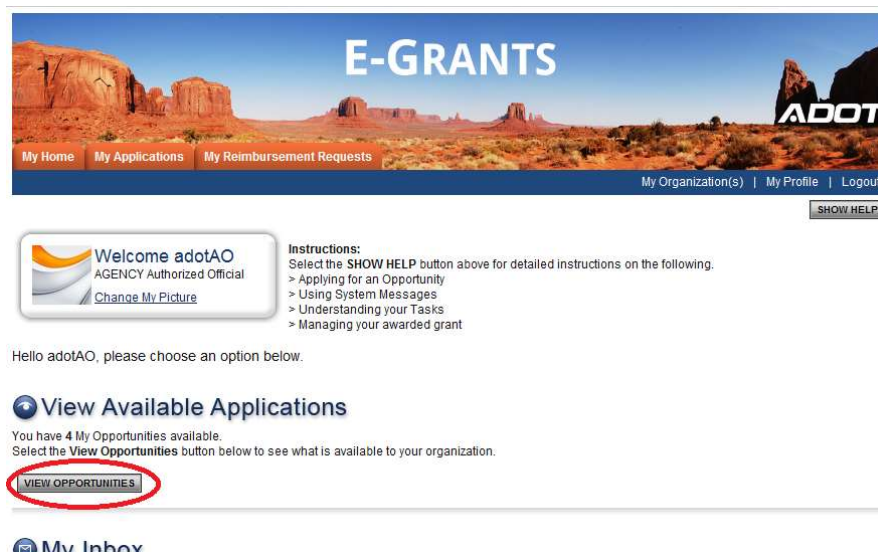 E-GRANTS
ADOT
My Home My Applications My Reimbursement Requests
My Organization(s) | My Profile | Logout
SHOW HELP
Welcome adotAO
AGENCY Authorized Official
Change My Picture
Instructions:
Select the SHOW HELP button above for detailed instructions on the following.
> Applying for an Opportunity
> Using System Messages
> Understanding your Tasks
> Managing your awarded grant
Hello adotAO, please choose an option below.
View Available Applications
You have 4 My Opportunities available.
Select the View Opportunities button below to see what is available to your organization.
VIEW OPPORTUNITIES
My Inbox